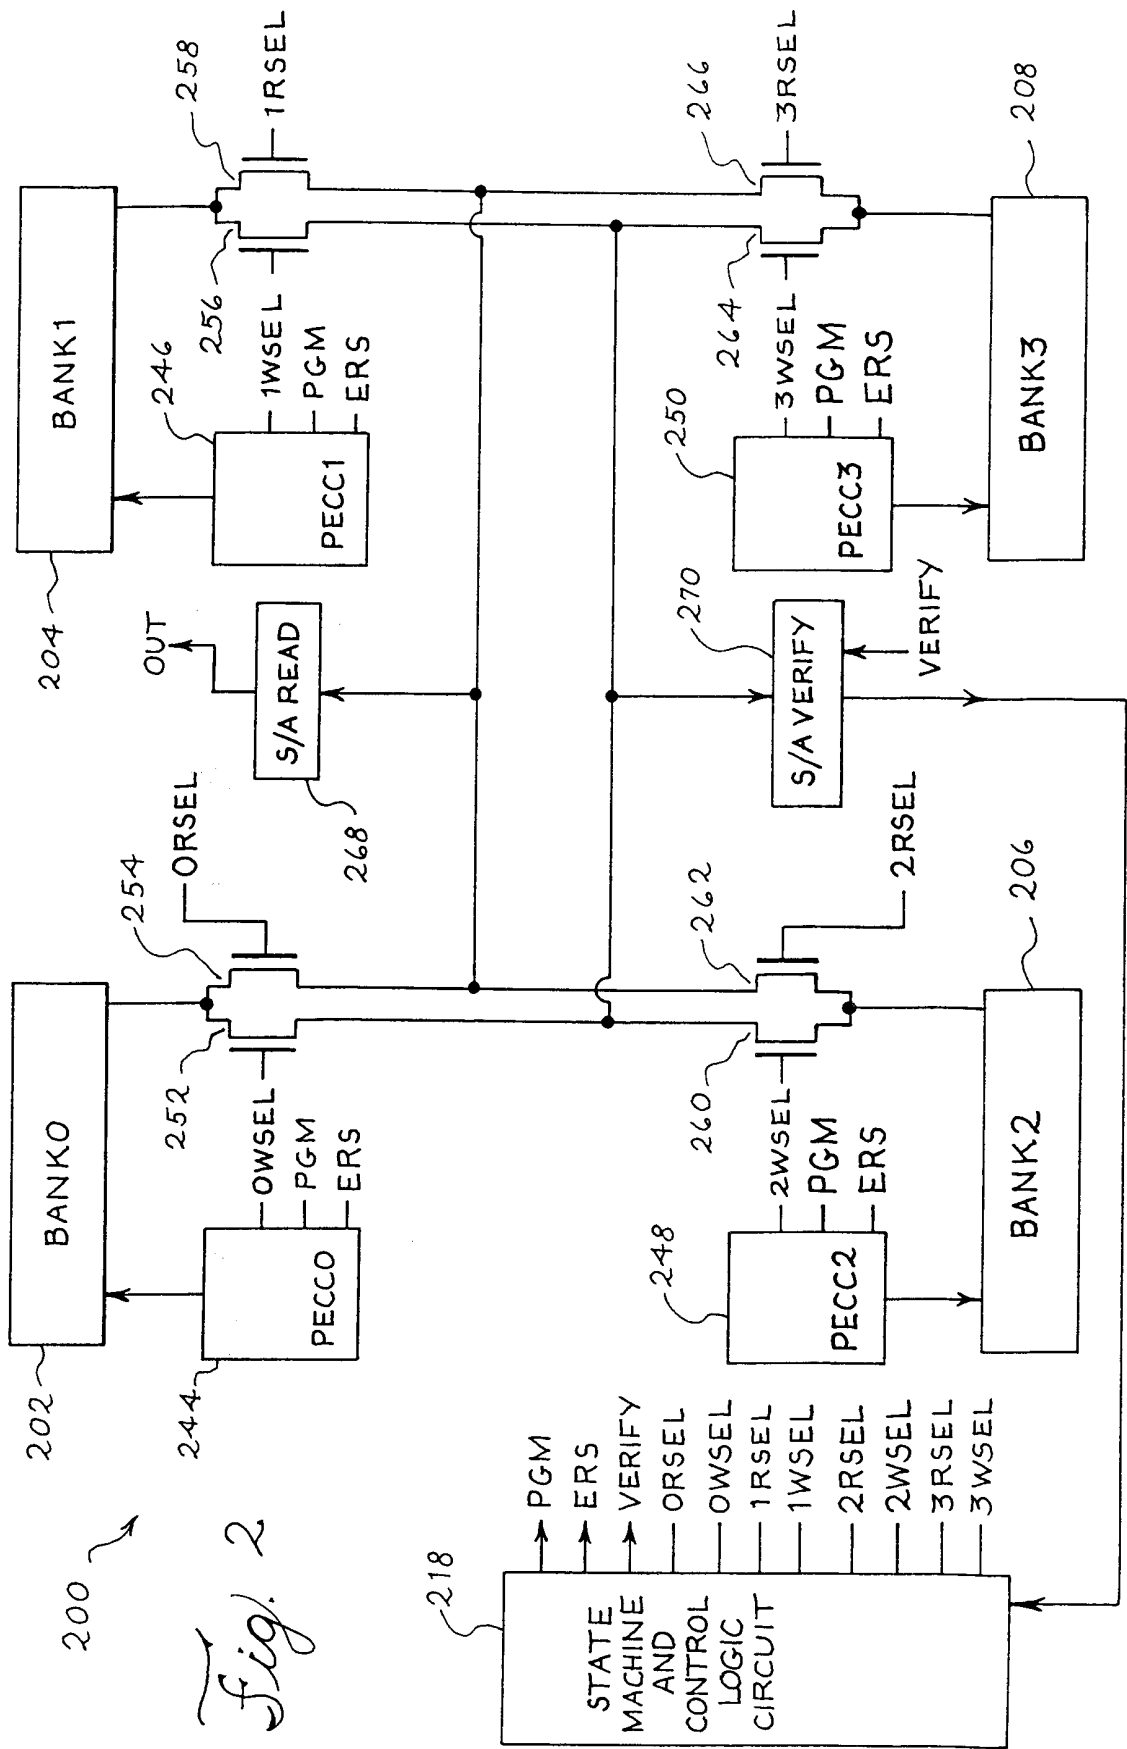 200
Fig. 2
202
BANK0
204
BANK1
244
PECC0
0WSEL
PGM
ERS
252
254
0RSEL
268
S/A READ
OUT
246
PECC1
1WSEL
PGM
ERS
256
258
1RSEL
218
STATE
MACHINE
AND
CONTROL
LOGIC
CIRCUIT
PGM
ERS
VERIFY
0RSEL
0WSEL
1RSEL
1WSEL
2RSEL
2WSEL
3RSEL
3WSEL
248
PECC2
2WSEL
PGM
ERS
260
262
2RSEL
270
S/A VERIFY
VERIFY
250
PECC3
3WSEL
PGM
ERS
264
266
3RSEL
BANK2
206
BANK3
208